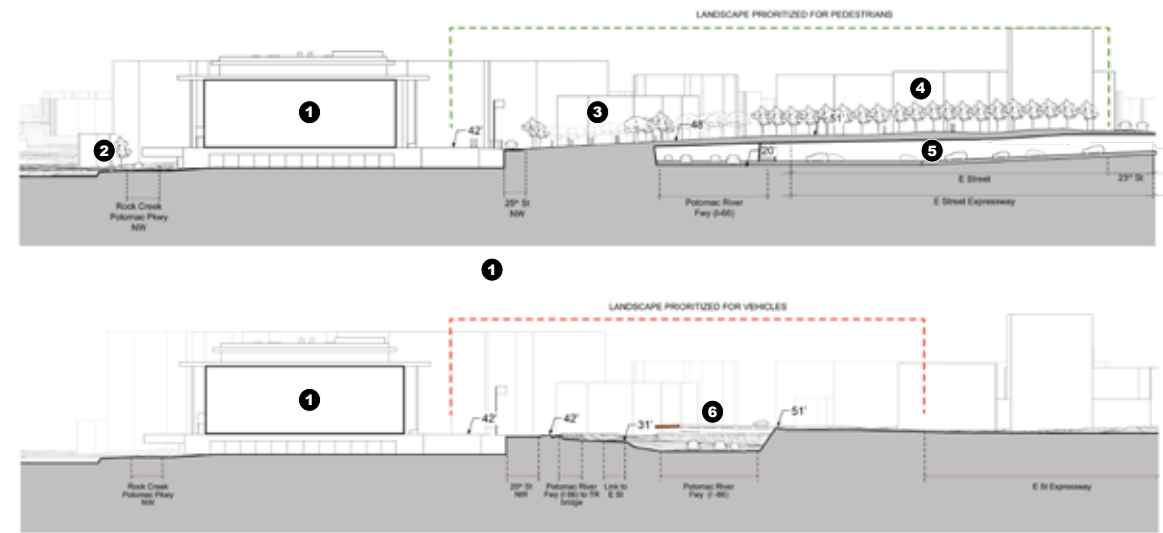 LANDSCAPE PRIORITIZED FOR PEDESTRIANS
4
1
3
42'
48'
51'
2
5
20'
E Street
23rd St
Rock Creek
Potomac Pkwy
NW
25th St
NW
Potomac River
Fwy (I-66)
E Street Expressway
1
LANDSCAPE PRIORITIZED FOR VEHICLES
1
6
42'
42'
31'
51'
Rock Creek
Potomac Pkwy
NW
25th St
NW
Potomac River
Fwy (I 66) to TR
bridge
Link to
E St
Potomac River
Fwy (I -66)
E St Expressway